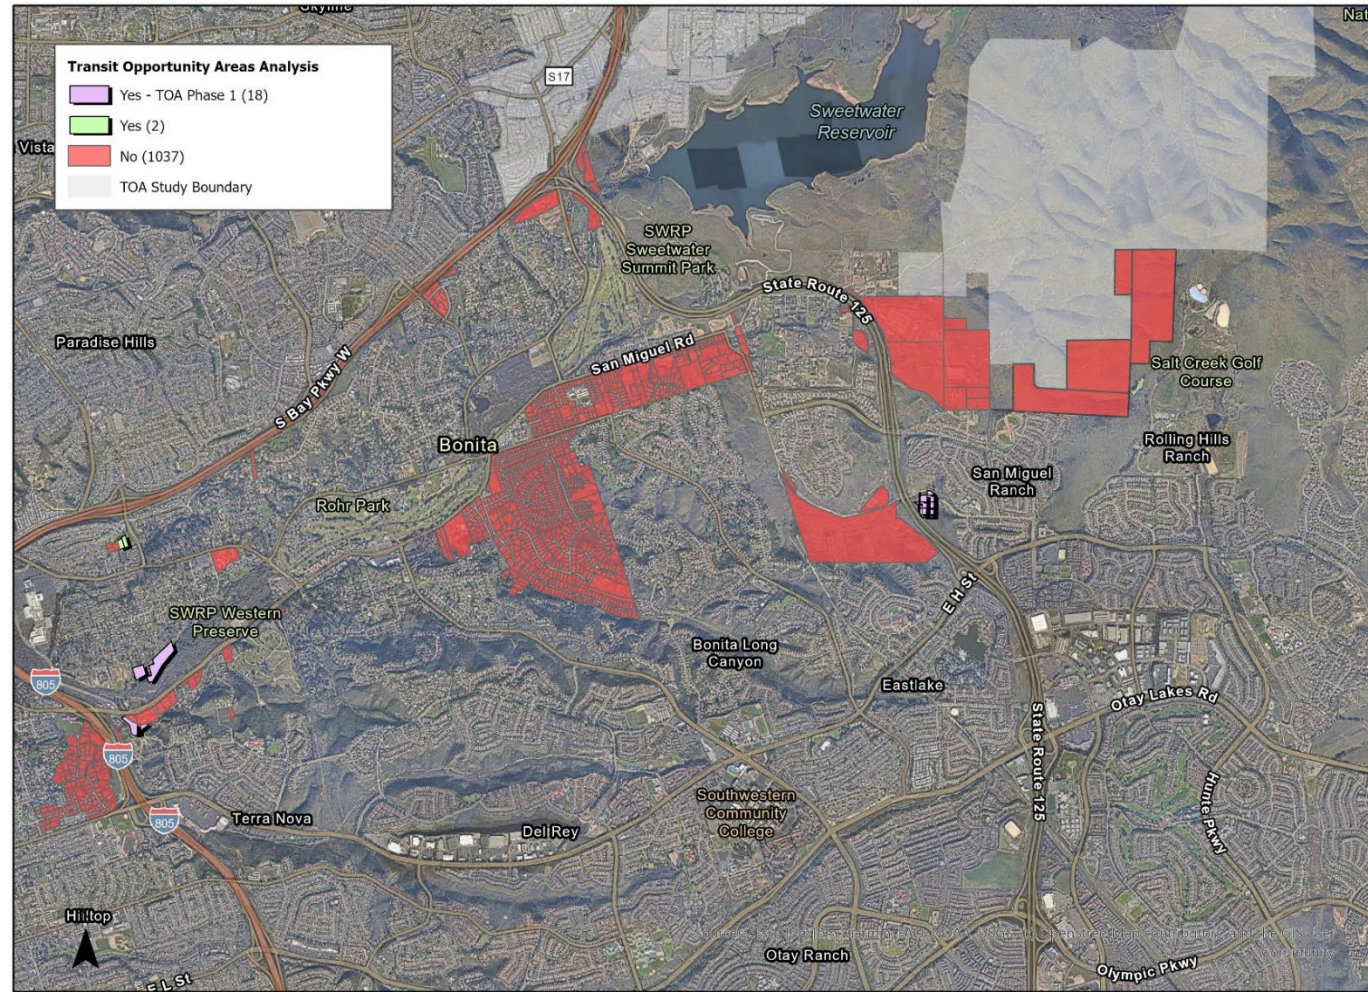 Skyline
Nat
Transit Opportunity Areas Analysis
Yes - TOA Phase 1 (18)
Yes (2)
No (1037)
TOA Study Boundary
S17
Vista
Sweetwater
Reservoir
SWRP
Sweetwater
Summit Park
State Route 125
Paradise Hills
S Bay Pkwy W
San Miguel Rd
Salt Creek Golf
Course
Bonita
Rolling Hills
Ranch
San Miguel
Ranch
Rohr Park
E H St
SWRP Western
Preserve
Bonita Long
Canyon
805
Eastlake
Otay Lakes Rd
805
State Route 125
Southwestern
Community
College
Hunte Pkwy
805
Terra Nova
Del Rey
Hilltop
Otay Ranch
Community
Olympic Pkwy
E L St